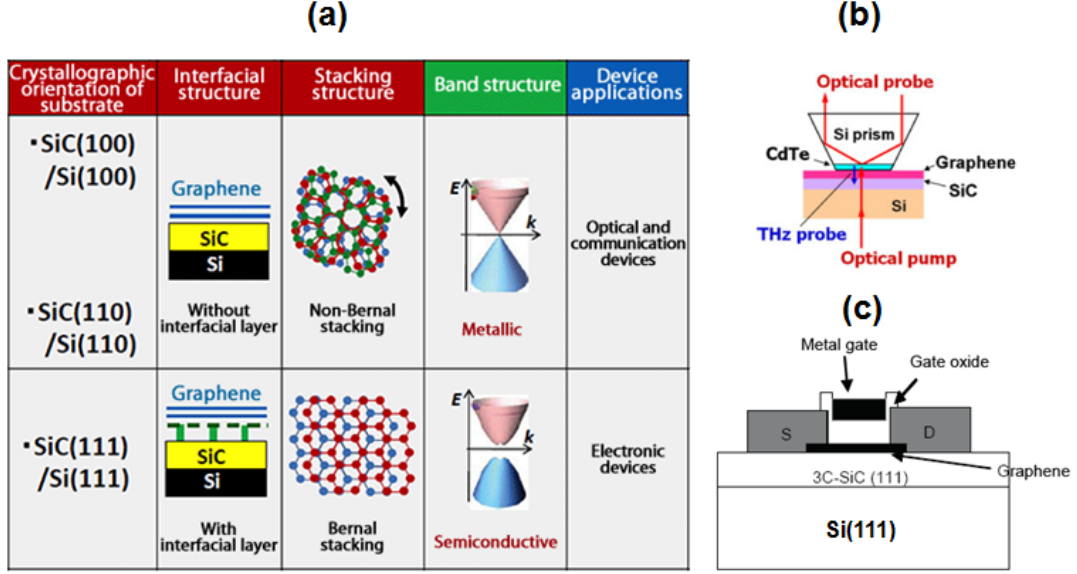 (a)
Crystallographic
orientation of
substrate
Interfacial
structure
Stacking
structure
Band structure
Device
applications
·SiC(100)
/Si(100)
·SiC(110)
/Si(110)
Graphene
SiC
Si
Without
interfacial layer
Non-Bernal
stacking
E
k
Metallic
Optical and
communication
devices
·SiC(111)
/Si(111)
Graphene
SiC
Si
With
interfacial layer
Bernal
stacking
E
k
Semiconductive
Electronic
devices
(b)
Optical probe
Si prism
CdTe
Graphene
SiC
Si
THz probe
Optical pump
(c)
Metal gate
Gate oxide
S
D
Graphene
3C-SiC (111)
Si(111)